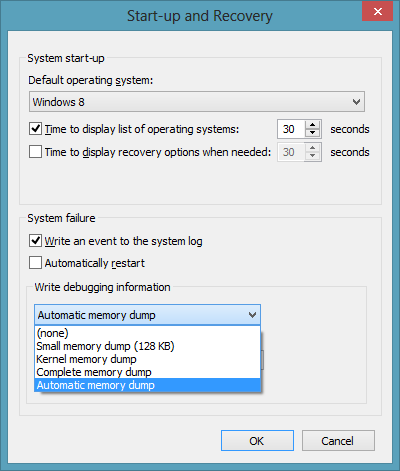 Start-up and Recovery
System start-up
Default operating system:
Windows 8
Time to display list of operating systems: 30 seconds
Time to display recovery options when needed: 30 seconds
System failure
Write an event to the system log
Automatically restart
Write debugging information
Automatic memory dump
(none)
Small memory dump (128 KB)
Kernel memory dump
Complete memory dump
Automatic memory dump
OK Cancel